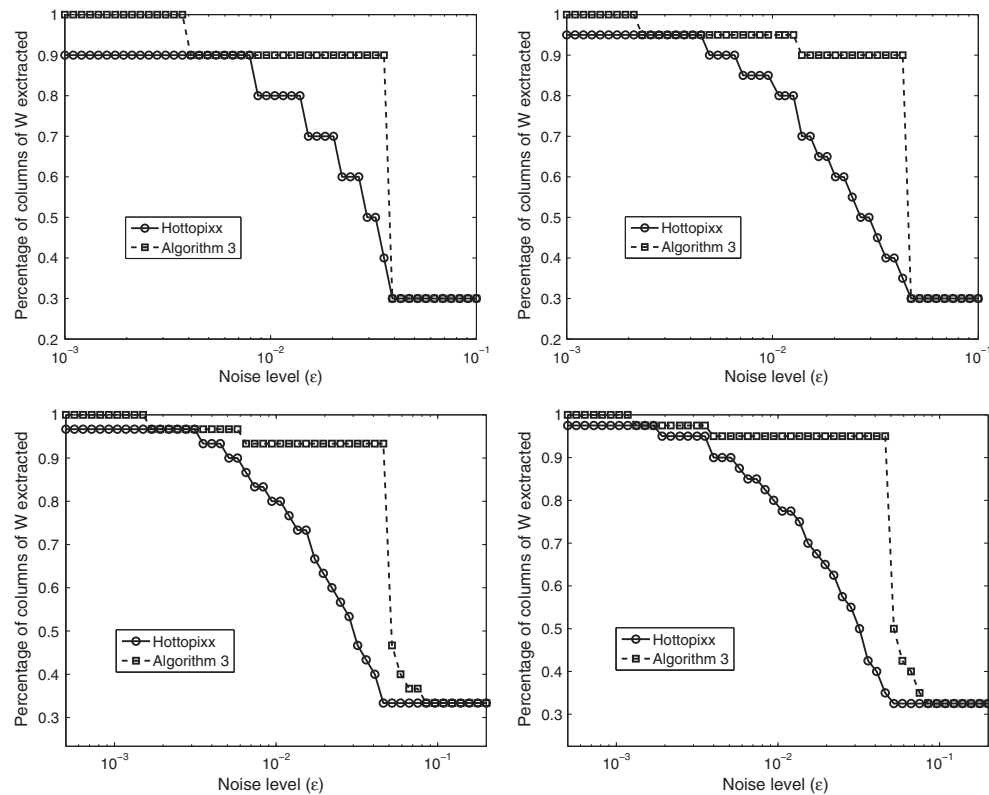 Percentage of columns of W exctracted
1
0.9
0.8
0.7
0.6
0.5
0.4
0.3
0.2
Hottopixx
Algorithm 3
10⁻³
10⁻²
10⁻¹
Noise level (ε)
Percentage of columns of W exctracted
1
0.9
0.8
0.7
0.6
0.5
0.4
0.3
0.2
Hottopixx
Algorithm 3
10⁻³
10⁻²
10⁻¹
Noise level (ε)
Percentage of columns of W exctracted
1
0.9
0.8
0.7
0.6
0.5
0.4
0.3
Hottopixx
Algorithm 3
10⁻³
10⁻²
10⁻¹
Noise level (ε)
Percentage of columns of W exctracted
1
0.9
0.8
0.7
0.6
0.5
0.4
0.3
Hottopixx
Algorithm 3
10⁻³
10⁻²
10⁻¹
Noise level (ε)